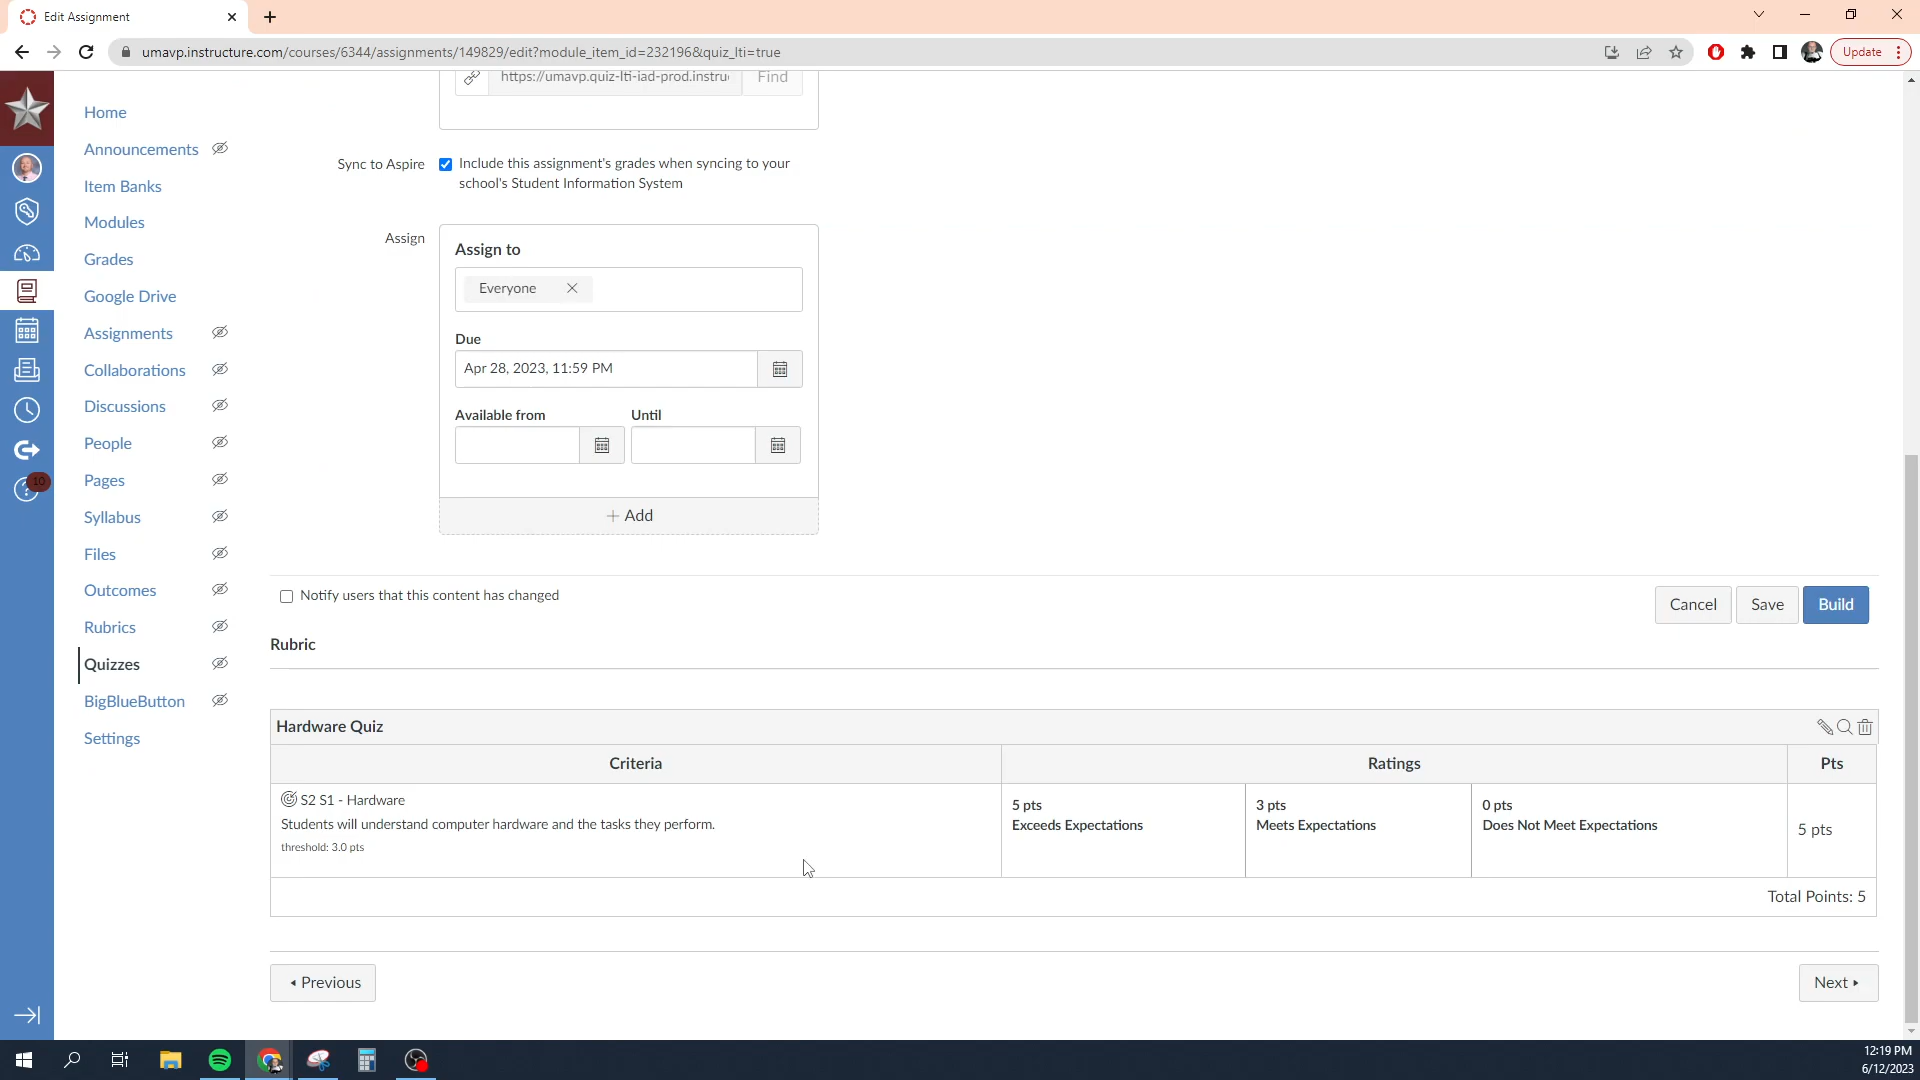 Edit Assignment
umavp.instructure.com/courses/6344/assignments/149829/edit?module_item_id=232196&quiz_lti=true
Update
https://umavp.quiz-lti-iad-prod.instru
Find
Home
Announcements
Item Banks
Modules
Grades
Google Drive
Assignments
Collaborations
Discussions
People
Pages
Syllabus
Files
Outcomes
Rubrics
Quizzes
BigBlueButton
Settings
10
Sync to Aspire
Include this assignment's grades when syncing to your
school's Student Information System
Assign
Assign to
Everyone
Due
Apr 28, 2023, 11:59 PM
Available from
Until
+ Add
Notify users that this content has changed
Cancel
Save
Build
Rubric
Hardware Quiz
Criteria
Ratings
Pts
S2 S1 - Hardware
Students will understand computer hardware and the tasks they perform.
threshold: 3.0 pts
5 pts
Exceeds Expectations
3 pts
Meets Expectations
0 pts
Does Not Meet Expectations
5 pts
Total Points: 5
Previous
Next
12:19 PM
6/12/2023